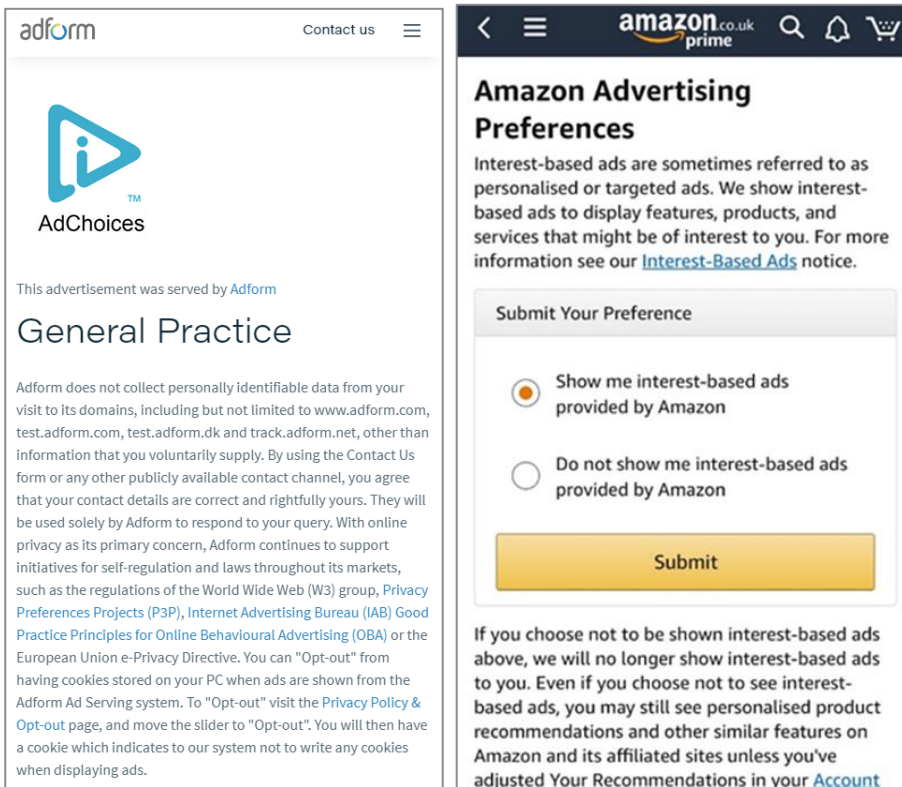 adform
Contact us
TM
AdChoices
This advertisement was served by Adform
General Practice
Adform does not collect personally identifiable data from your
visit to its domains, including but not limited to www.adform.com,
test.adform.com, test.adform.dk and track.adform.net, other than
information that you voluntarily supply. By using the Contact Us
form or any other publicly available contact channel, you agree
that your contact details are correct and rightfully yours. They will
be used solely by Adform to respond to your query. With online
privacy as its primary concern, Adform continues to support
initiatives for self-regulation and laws throughout its markets,
such as the regulations of the World Wide Web (W3) group, Privacy
Preferences Projects (P3P), Internet Advertising Bureau (IAB) Good
Practice Principles for Online Behavioural Advertising (OBA) or the
European Union e-Privacy Directive. You can "Opt-out" from
having cookies stored on your PC when ads are shown from the
Adform Ad Serving system. To "Opt-out" visit the Privacy Policy &
Opt-out page, and move the slider to "Opt-out". You will then have
a cookie which indicates to our system not to write any cookies
when displaying ads.
amazon.co.uk
prime
Amazon Advertising
Preferences
Interest-based ads are sometimes referred to as
personalised or targeted ads. We show interest-
based ads to display features, products, and
services that might be of interest to you. For more
information see our Interest-Based Ads notice.
Submit Your Preference
Show me interest-based ads
provided by Amazon
Do not show me interest-based ads
provided by Amazon
Submit
If you choose not to be shown interest-based ads
above, we will no longer show interest-based ads
to you. Even if you choose not to see interest-
based ads, you may still see personalised product
recommendations and other similar features on
Amazon and its affiliated sites unless you've
adjusted Your Recommendations in your Account